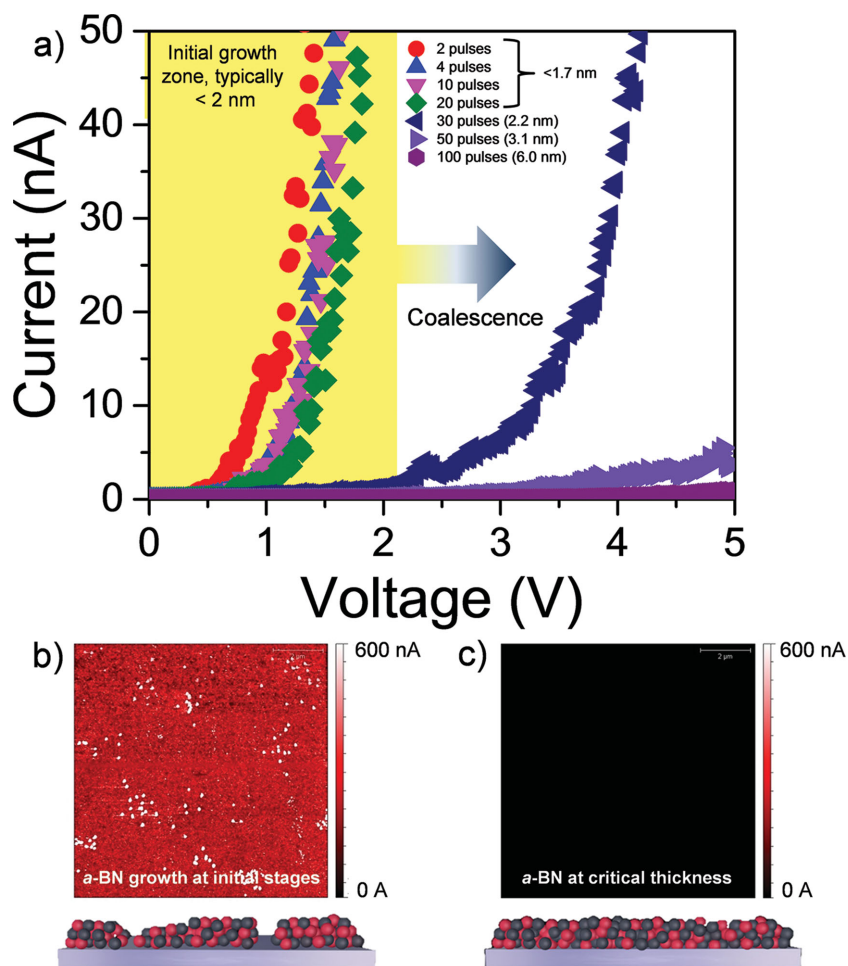 a)
Initial growth
zone, typically
< 2 nm
2 pulses
4 pulses
10 pulses
20 pulses
<1.7 nm
30 pulses (2.2 nm)
50 pulses (3.1 nm)
100 pulses (6.0 nm)
Coalescence
Current (nA)
50
40
30
20
10
0
0 1 2 3 4 5
Voltage (V)
b)
2 µm
600 nA
a-BN growth at initial stages
0 A
c)
2 µm
600 nA
a-BN at critical thickness
0 A